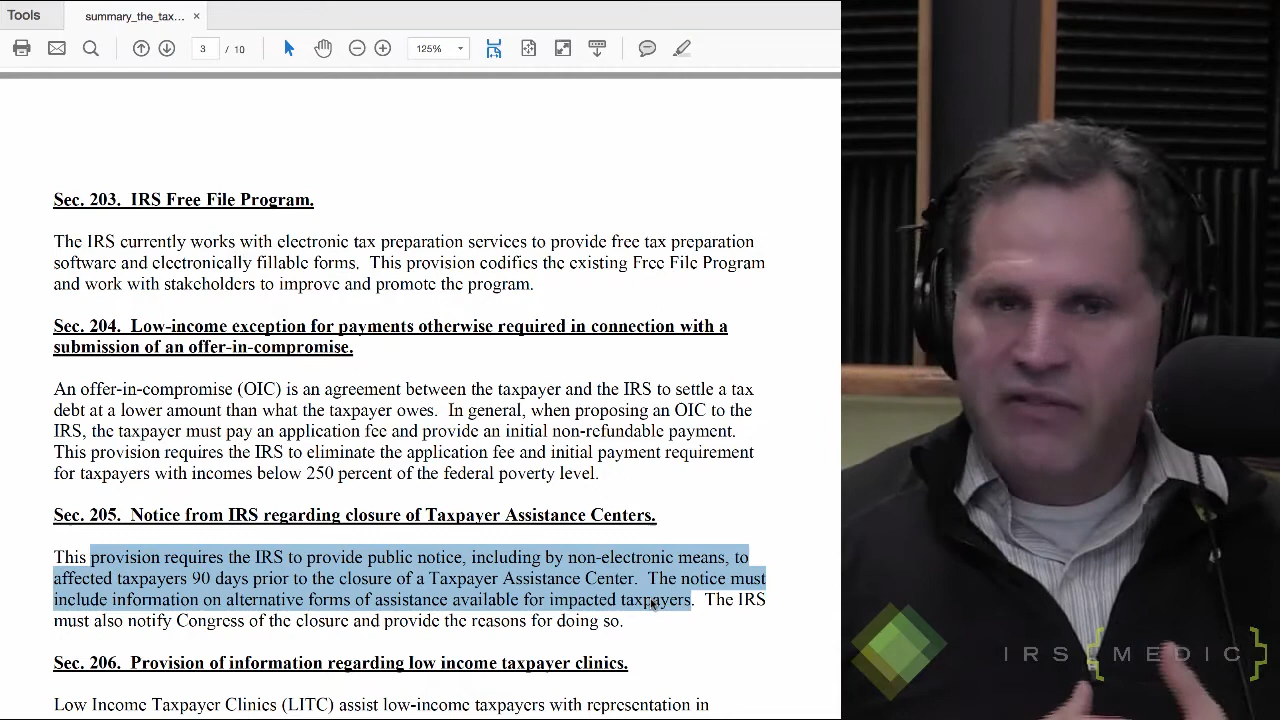 Tools
summary_the_tax... ×
3 / 10
125%
Sec. 203. IRS Free File Program.
The IRS currently works with electronic tax preparation services to provide free tax preparation
software and electronically fillable forms. This provision codifies the existing Free File Program
and work with stakeholders to improve and promote the program.
Sec. 204. Low-income exception for payments otherwise required in connection with a
submission of an offer-in-compromise.
An offer-in-compromise (OIC) is an agreement between the taxpayer and the IRS to settle a tax
debt at a lower amount than what the taxpayer owes. In general, when proposing an OIC to the
IRS, the taxpayer must pay an application fee and provide an initial non-refundable payment.
This provision requires the IRS to eliminate the application fee and initial payment requirement
for taxpayers with incomes below 250 percent of the federal poverty level.
Sec. 205. Notice from IRS regarding closure of Taxpayer Assistance Centers.
This provision requires the IRS to provide public notice, including by non-electronic means, to
affected taxpayers 90 days prior to the closure of a Taxpayer Assistance Center. The notice must
include information on alternative forms of assistance available for impacted taxpayers. The IRS
must also notify Congress of the closure and provide the reasons for doing so.
Sec. 206. Provision of information regarding low income taxpayer clinics.
Low Income Taxpayer Clinics (LITC) assist low-income taxpayers with representation in
IRS{MEDIC}